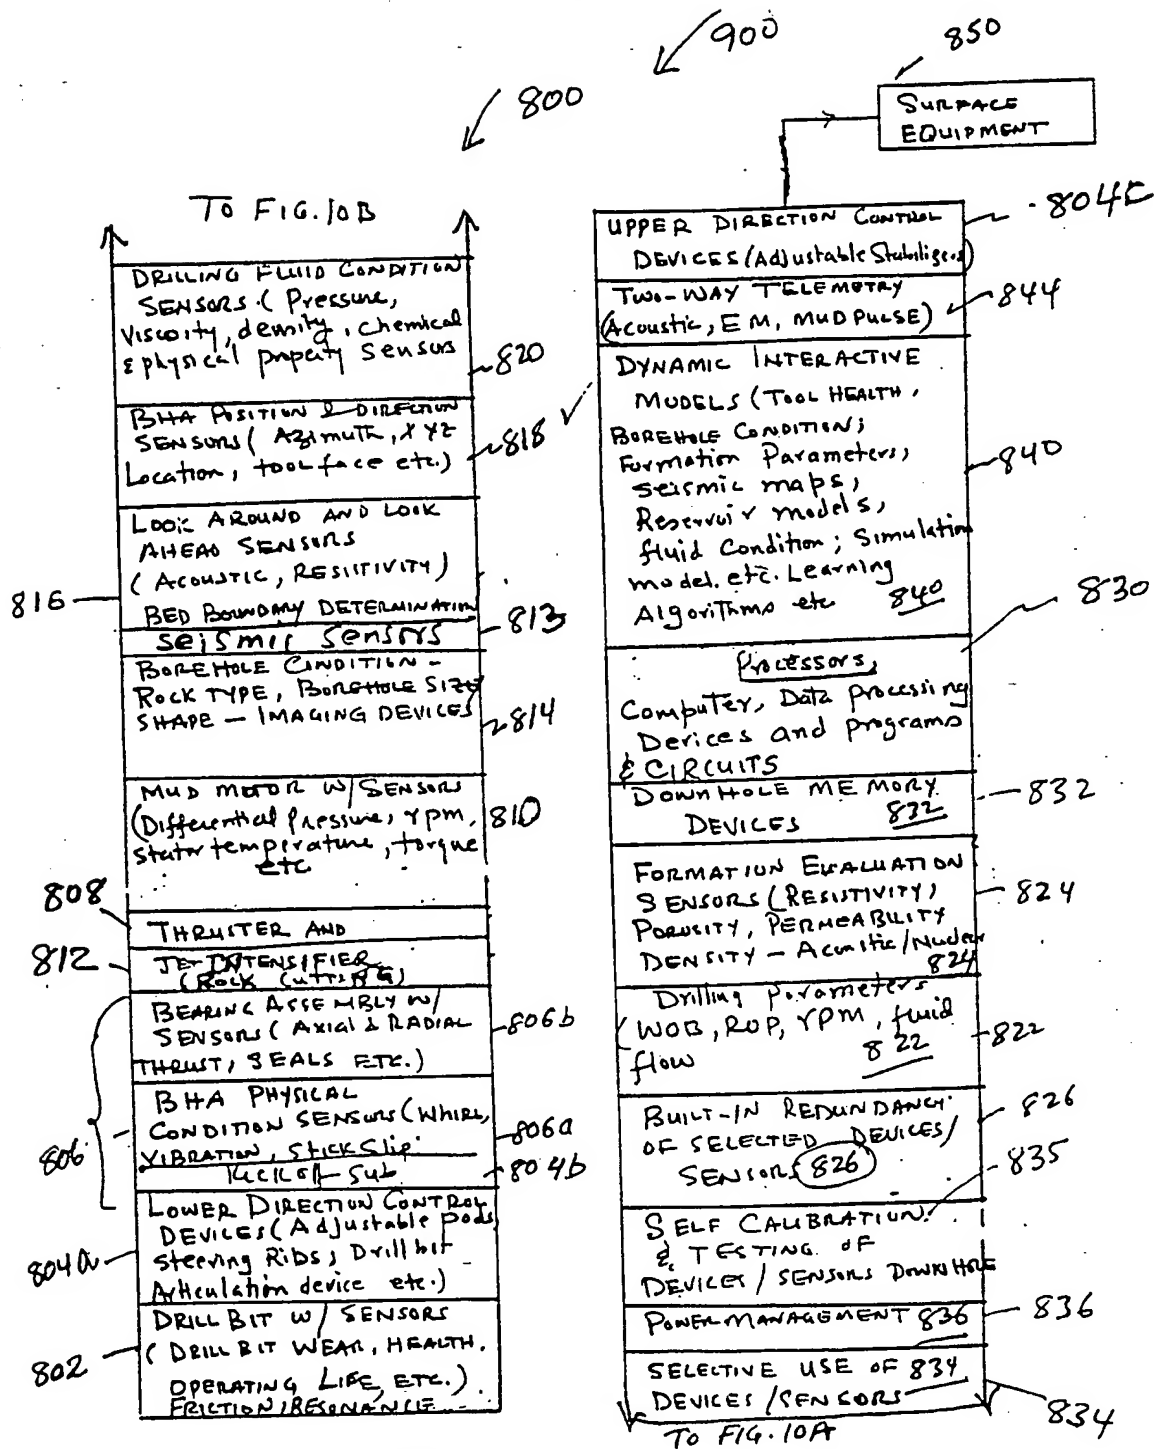 900
850
800
SURFACE
EQUIPMENT
TO FIG. 10B
DRILLING FLUID CONDITION
SENSORS (Pressure,
Viscosity, density, chemical
& physical property Sensors
820
BHA POSITION & DIRECTION
SENSORS (Azimuth, XYZ
Location, tool face etc.)
818
LOOK AROUND AND LOOK
AHEAD SENSORS
(ACOUSTIC, RESISTIVITY)
BED BOUNDARY DETERMINATION
816
Seismic Sensors
813
BOREHOLE CONDITION -
ROCK TYPE, BOREHOLE SIZE
SHAPE - IMAGING DEVICES
814
MUD MOTOR W/ SENSORS
(Differential Pressure, rpm,
stator temperature, torque
etc
810
808
THRUSTER AND
812
JET INTENSIFIER
(ROCK CUTTING)
BEARING ASSEMBLY W/
SENSORS (AXIAL & RADIAL
THRUST, SEALS ETC.)
806b
BHA PHYSICAL
CONDITION SENSORS (WHIRL,
VIBRATION, STICK SLIP
806a
806
KICK OFF SUB
804b
LOWER DIRECTION CONTROL
DEVICES (Adjustable Pads
Steering Ribs, Drill bit
Articulation device etc.)
804a
DRILL BIT W/ SENSORS
(DRILL BIT WEAR, HEALTH,
OPERATING LIFE, ETC.)
FRICTION, RESONANCE
802
UPPER DIRECTION CONTROL
DEVICES (Adjustable Stabilizers)
804c
TWO-WAY TELEMETRY
(Acoustic, EM, MUD PULSE)
844
DYNAMIC INTERACTIVE
MODELS (TOOL HEALTH,
BOREHOLE CONDITION;
Formation Parameters,
Seismic maps,
Reservoir models,
fluid Condition; Simulation
model. etc. Learning
Algorithms etc 840
840
830
Processors,
Computer, Data processing
Devices and programs
& CIRCUITS
DOWNHOLE MEMORY
DEVICES 832
832
FORMATION EVALUATION
SENSORS (RESISTIVITY,
POROSITY, PERMEABILITY
DENSITY - Acoustic/Nuclear
824
824
Drilling Parameters
(WOB, ROP, rpm, fluid
flow 822
822
BUILT-IN REDUNDANCY
OF SELECTED DEVICES/
SENSORS 826
826
835
SELF CALIBRATION
& TESTING OF
DEVICES / SENSORS DOWNHOLE
POWER MANAGEMENT 836
836
SELECTIVE USE OF 834
DEVICES / SENSORS
834
TO FIG. 10A